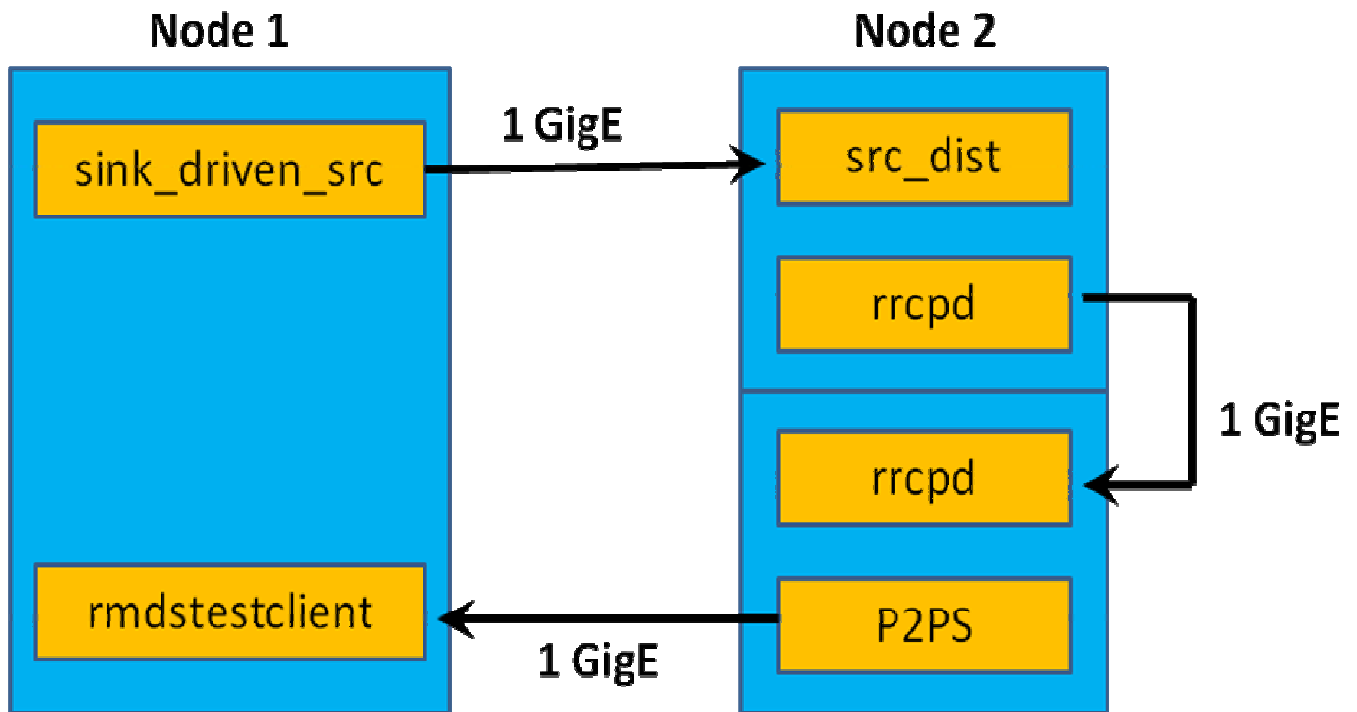 Node 1
Node 2
sink_driven_src
1 GigE
src_dist
rrcpd
1 GigE
rrcpd
rmdstestclient
1 GigE
P2PS